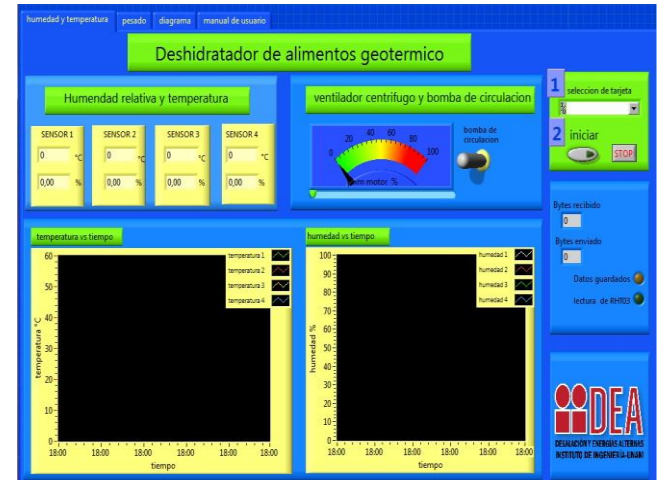 humedad y temperatura
pesado
diagrama
manual de usuario
Deshidratador de
alimentos geotermico
Humendad relativa y temperatura
SENSOR 1
SENSOR 2
SENSOR 3
SENSOR 4
0 °C
0 °C
0 °C
0 °C
0,00 %
0,00 %
0,00 %
0,00 %
ventilador centrifugo y bomba de circulacion
0 20 40 60 80 100
motor. %
bomba de
circulacion
1
seleccion de tarjeta
2
iniciar
STOP
Bytes recibido
0
Bytes enviado
0
Datos guardados
lectura de RHT03
temperatura vs tiempo
temperatura 1
temperatura 2
temperatura 3
temperatura 4
temperatura °C
60
50
40
30
20
10
0
18:00 18:00 18:00 18:00 18:00 18:00
tiempo
humedad vs tiempo
humedad 1
humedad 2
humedad 3
humedad 4
humedad %
100
90
80
70
60
50
40
30
20
10
0
18:00 18:00 18:00 18:00 18:00 18:00
tiempo
iiDEA
DESALACIÓN Y ENERGÍAS ALTERNAS
INSTITUTO DE INGENIERÍA-UNAM